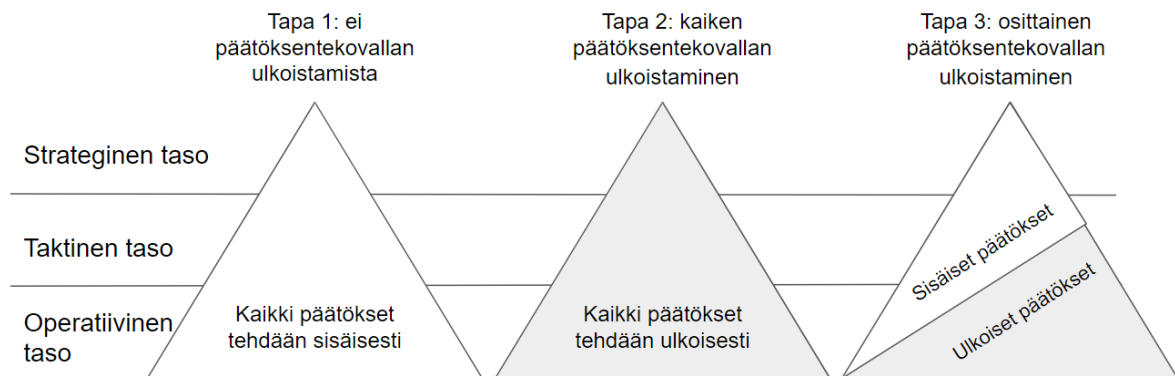 Tapa 1: ei
päätöksentekovallan
ulkoistamista
Tapa 2: kaiken
päätöksentekovallan
ulkoistaminen
Tapa 3: osittainen
päätöksentekovallan
ulkoistaminen
Strateginen taso
Taktinen taso
Operatiivinen
taso
Kaikki päätökset
tehdään sisäisesti
Kaikki päätökset
tehdään ulkoisesti
Sisäiset päätökset
Ulkoiset päätökset